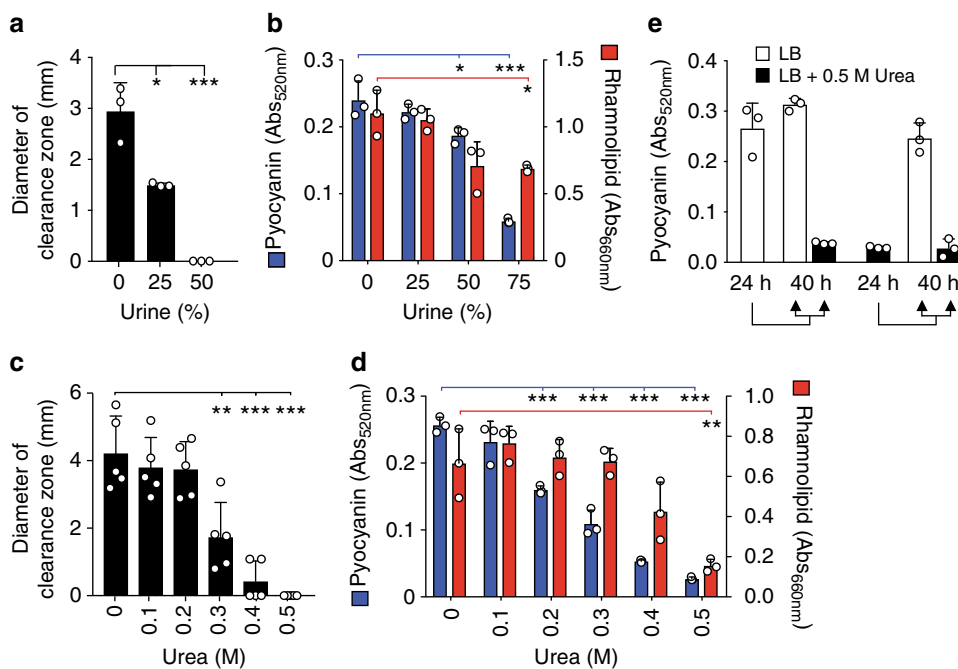 a
Diameter of
clearance zone (mm)
4
3
2
1
0
* ***
0 25 50
Urine (%)
b
Pyocyanin (Abs520nm)
0.3
0.2
0.1
0
* ***
*
1.5
1.0
0.5
0
Rhamnolipid (Abs660nm)
0 25 50 75
Urine (%)
e
LB
LB + 0.5 M Urea
Pyocyanin (Abs520nm)
0.4
0.3
0.2
0.1
0.0
24 h 40 h 24 h 40 h
c
Diameter of
clearance zone (mm)
6
4
2
0
** *** ***
0 0.1 0.2 0.3 0.4 0.5
Urea (M)
d
Pyocyanin (Abs520nm)
0.3
0.2
0.1
0
*** *** *** ***
**
1.0
0.8
0.6
0.4
0.2
0.0
Rhamnolipid (Abs660nm)
0 0.1 0.2 0.3 0.4 0.5
Urea (M)